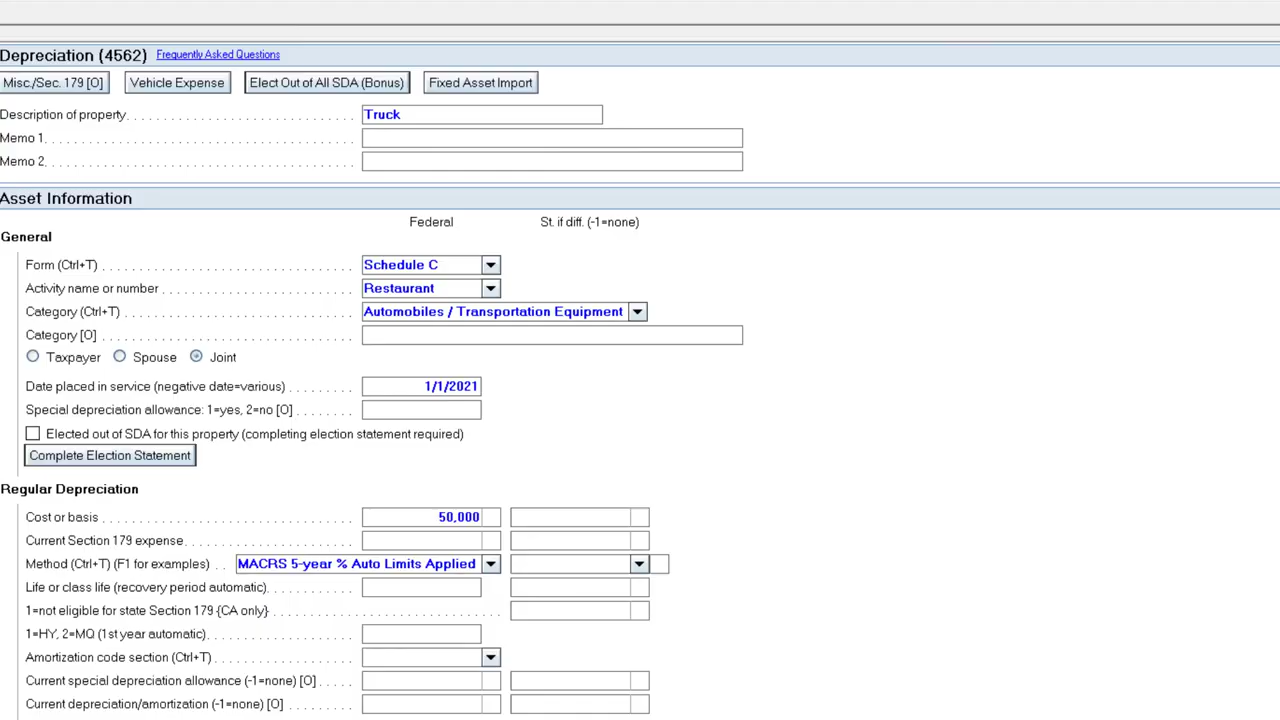 Depreciation (4562) Frequently Asked Questions
Misc./Sec. 179 [O] Vehicle Expense Elect Out of All SDA (Bonus) Fixed Asset Import
Description of property Truck
Memo 1
Memo 2
Asset Information
Federal St. if diff. (-1=none)
General
Form (Ctrl+T) Schedule C
Activity name or number Restaurant
Category (Ctrl+T) Automobiles / Transportation Equipment
Category [O]
Taxpayer Spouse Joint
Date placed in service (negative date=various) 1/1/2021
Special depreciation allowance: 1=yes, 2=no [O]
Elected out of SDA for this property (completing election statement required)
Complete Election Statement
Regular Depreciation
Cost or basis 50,000
Current Section 179 expense
Method (Ctrl+T) (F1 for examples) MACRS 5-year % Auto Limits Applied
Life or class life (recovery period automatic)
1=not eligible for state Section 179 {CA only}
1=HY, 2=MQ (1st year automatic)
Amortization code section (Ctrl+T)
Current special depreciation allowance (-1=none) [O]
Current depreciation/amortization (-1=none) [O]